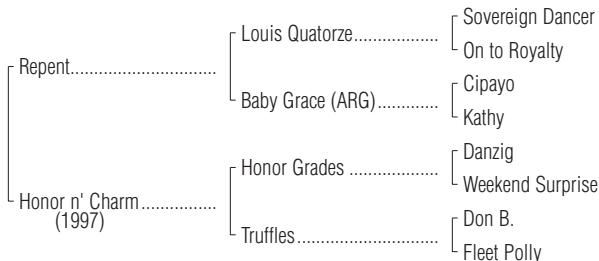 Sovereign Dancer
Louis Quatorze..................
On to Royalty
Repent...............................
Cipayo
Baby Grace (ARG).............
Kathy
Danzig
Honor Grades ...................
Weekend Surprise
Honor n' Charm................
(1997)
Don B.
Truffles..............................
Fleet Polly